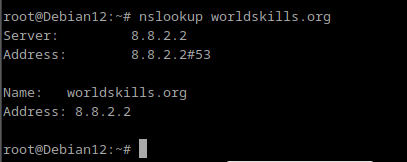 root@Debian12:~# nslookup worldskills.org
Server:         8.8.2.2
Address:        8.8.2.2#53

Name:   worldskills.org
Address: 8.8.2.2

root@Debian12:~#